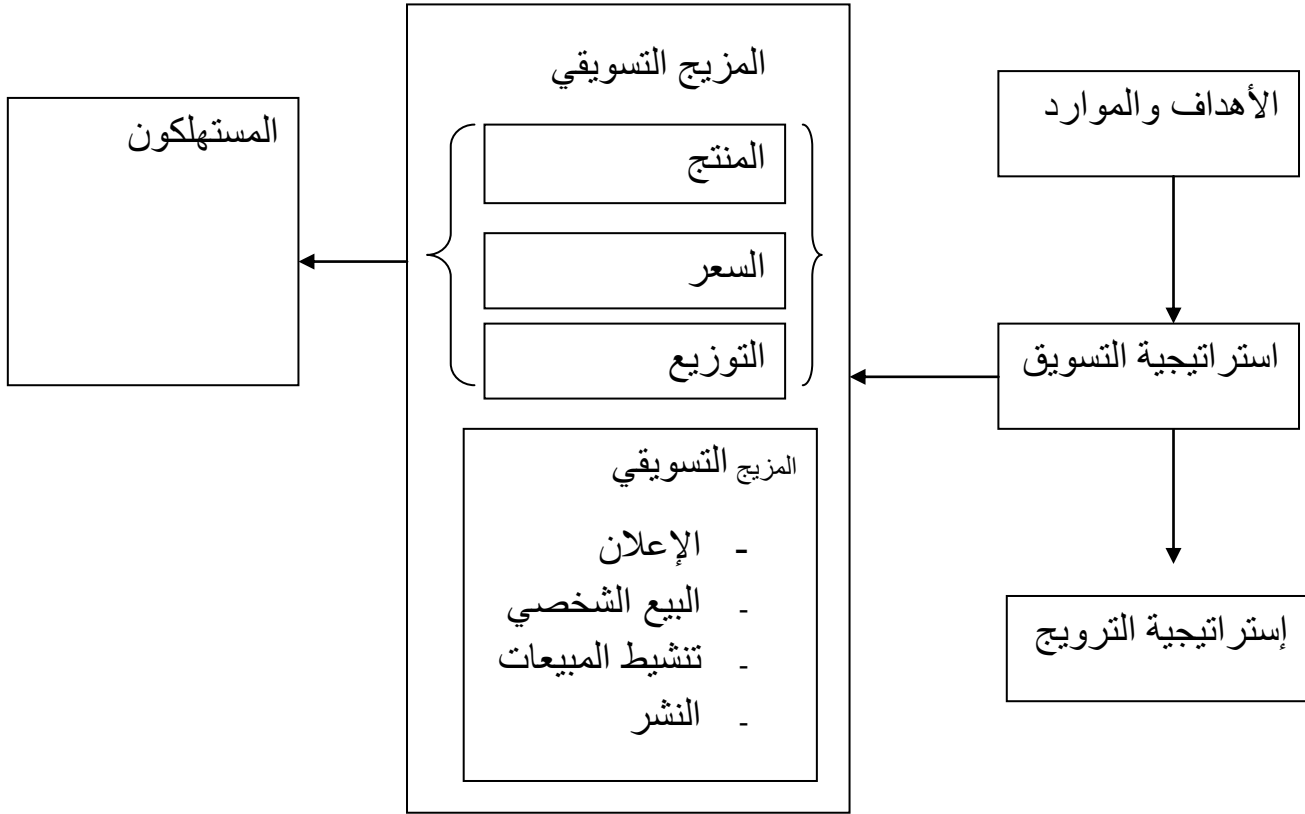 الأهداف والموارد
استراتيجية التسويق
إستراتيجية الترويج
المزيج التسويقي
المنتج
السعر
التوزيع
المزيج التسويقي
- الإعلان
- البيع الشخصي
- تنشيط المبيعات
- النشر
المستهلكون